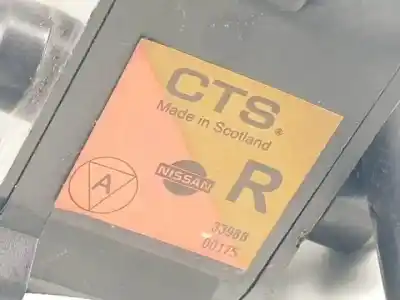 CTS®
Made in Scotland
A
NISSAN
R
33988
00175